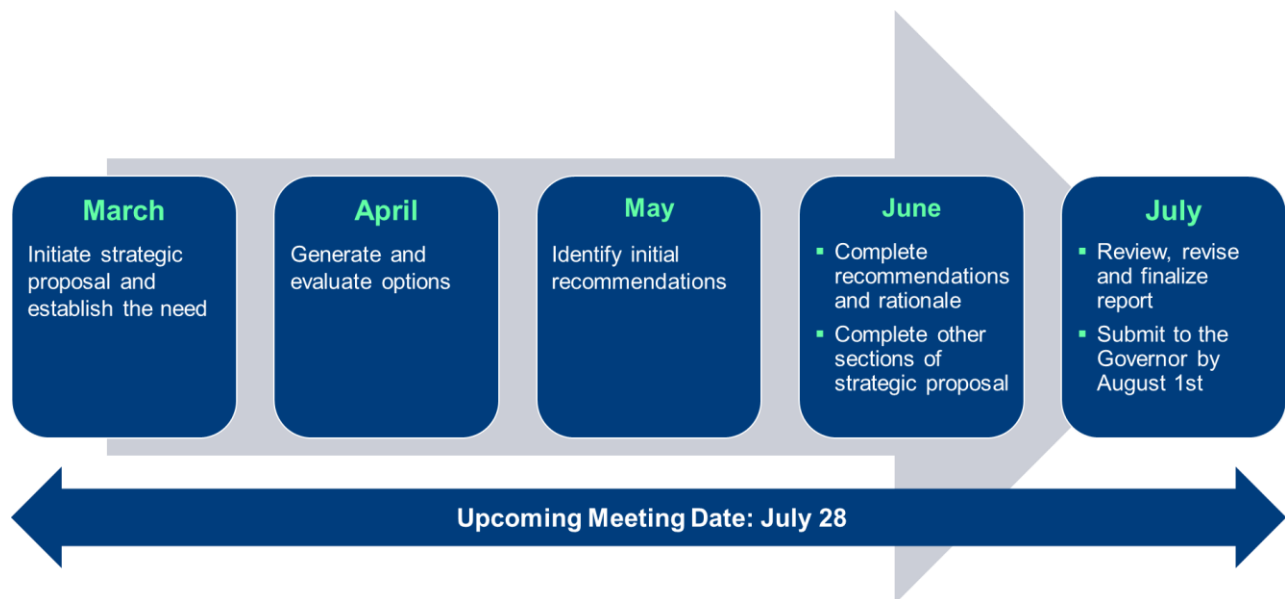 March
Initiate strategic
proposal and
establish the need
April
Generate and
evaluate options
May
Identify initial
recommendations
June
▪ Complete
recommendations
and rationale
▪ Complete other
sections of
strategic proposal
July
▪ Review, revise
and finalize
report
▪ Submit to the
Governor by
August 1st
Upcoming Meeting Date: July 28